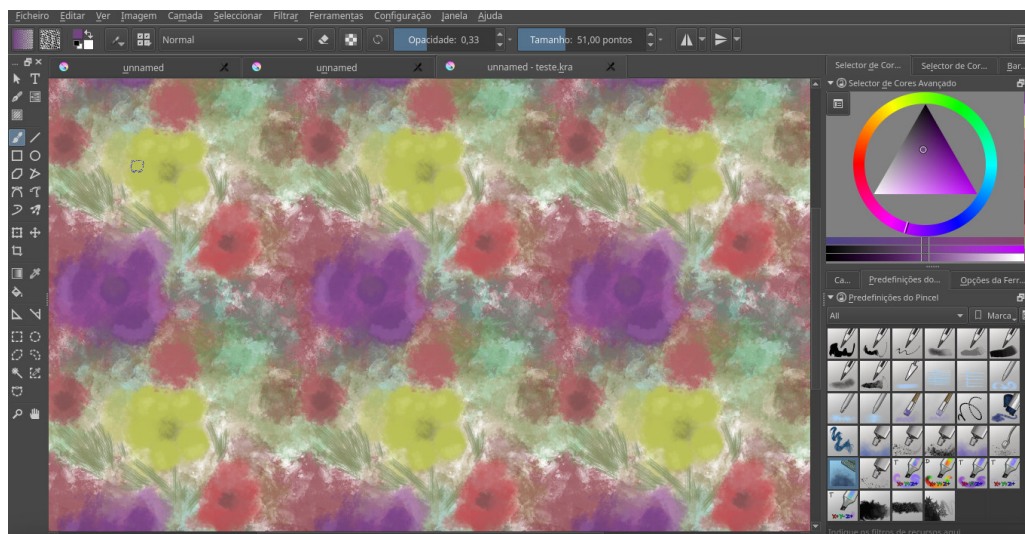 Ficheiro Editar Ver Imagem Camada Seleccionar Filtrar Ferramentas Configuração Janela Ajuda
Normal Opacidade: 0,33 Tamanho: 51,00 pontos
unnamed unnamed unnamed - teste.kra
Selector de Cor... Selector de Cor... Bar...
Selector de Cores Avançado
Ca... Predefinições do... Opções da Ferr...
Predefinições do Pincel
All Marca
Indique os filtros de recursos aqui